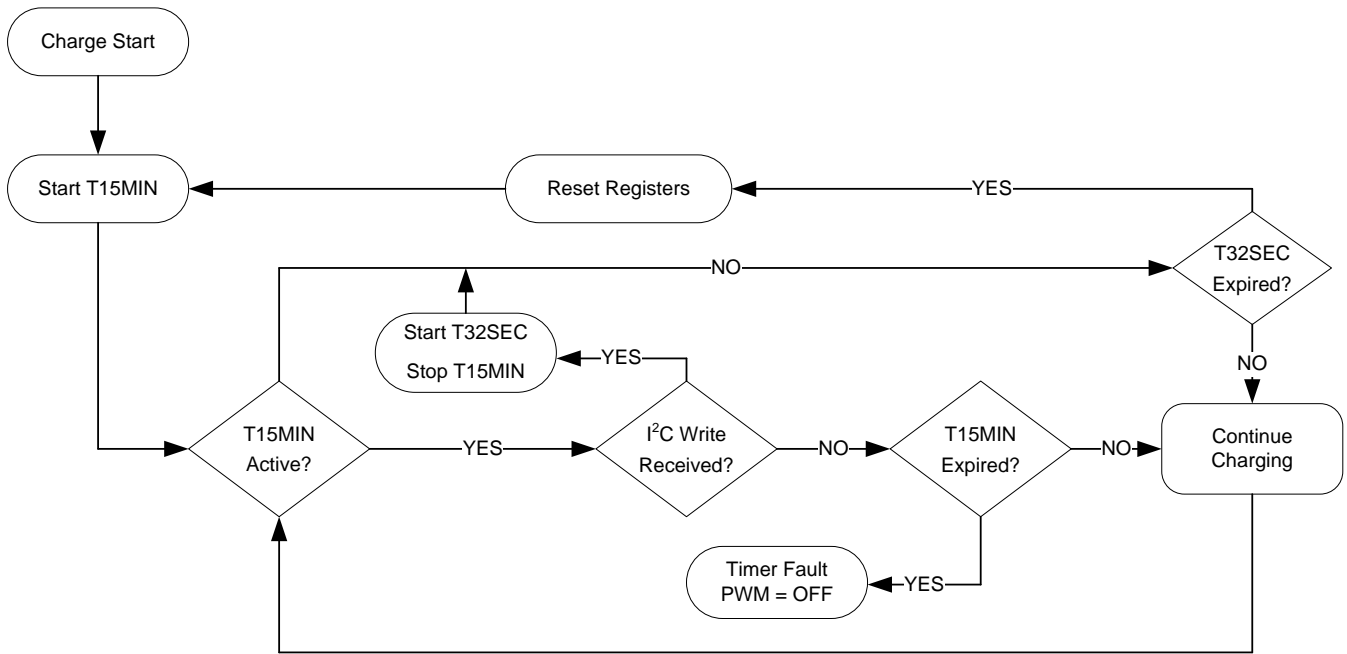 Charge Start
Start T15MIN
Reset Registers
YES
T32SEC
Expired?
NO
Start T32SEC
Stop T15MIN
YES
NO
T15MIN
Active?
YES
I²C Write
Received?
NO
T15MIN
Expired?
NO
Continue
Charging
Timer Fault
PWM = OFF
YES